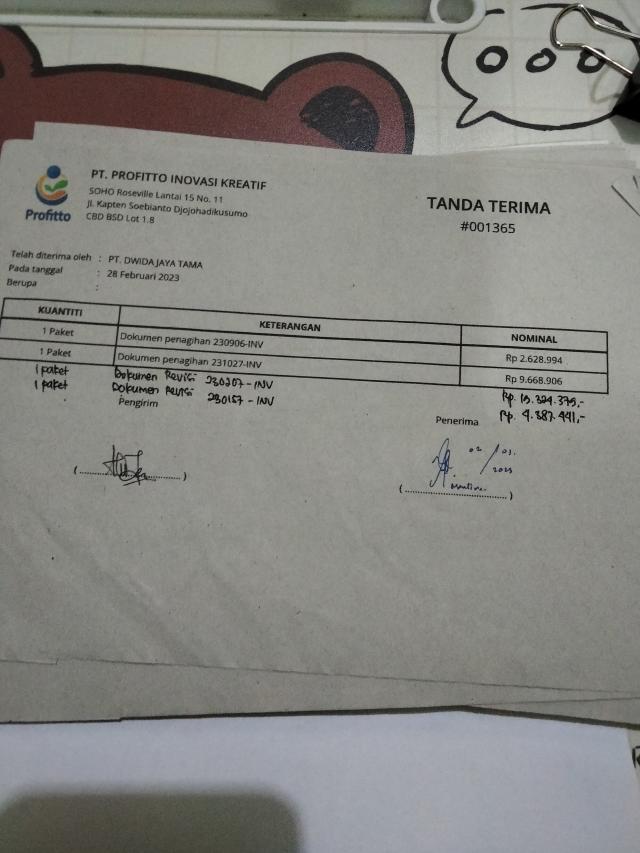 PT. PROFITTO INOVASI KREATIF
SOHO Roseville Lantai 15 No. 11
Jl. Kapten Soebianto Djojohadikusumo
CBD BSD Lot 1.8
Profitto
TANDA TERIMA
#001365
Telah diterima oleh : PT. DWIDA JAYA TAMA
Pada tanggal : 28 Februari 2023
Berupa :
KUANTITI KETERANGAN NOMINAL
1 Paket Dokumen penagihan 230906-INV Rp 2.628.994
1 Paket Dokumen penagihan 231027-INV Rp 9.668.906
1 paket Dokumen Revisi 230207-INV Rp. 15.324.375,-
1 paket Dokumen revisi 230157-INV Rp. 4.387.441,-
Pengirim Penerima
02/03. 2023
(........................) (........................)